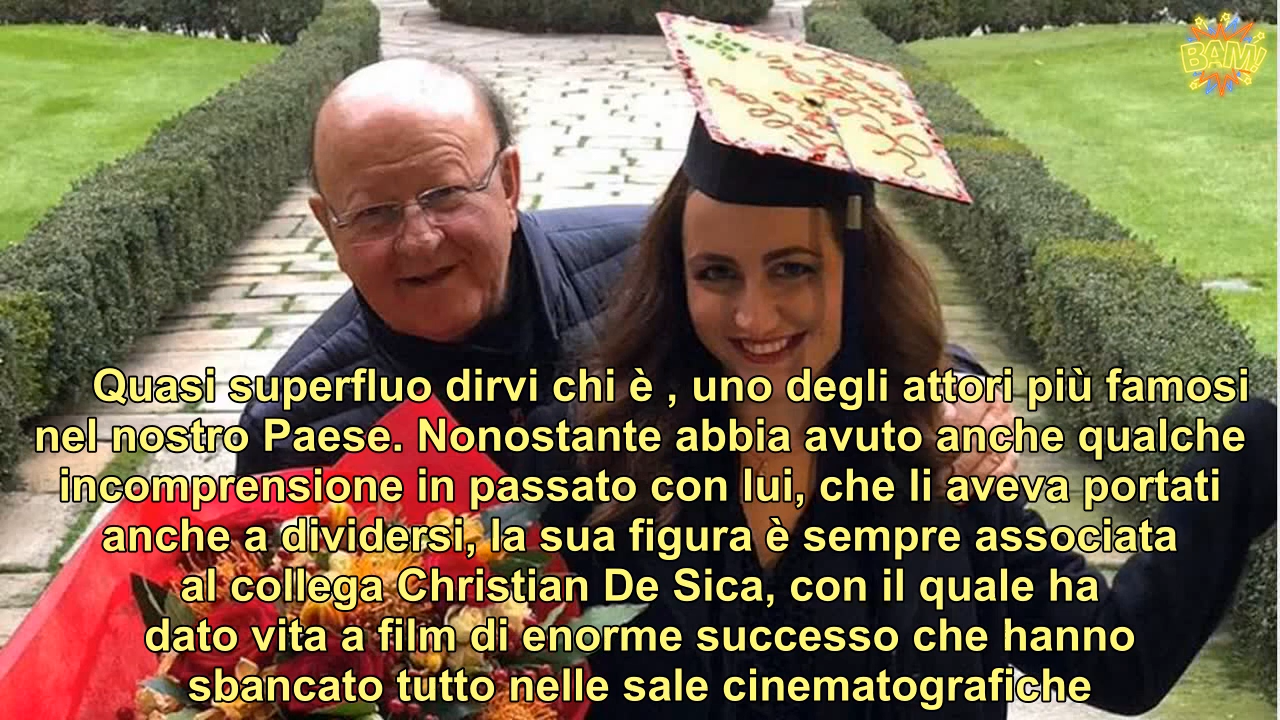 BAM!
Quasi superfluo dirvi chi è , uno degli attori più famosi
nel nostro Paese. Nonostante abbia avuto anche qualche
incomprensione in passato con lui, che li aveva portati
anche a dividersi, la sua figura è sempre associata
al collega Christian De Sica, con il quale ha
dato vita a film di enorme successo che hanno
sbancato tutto nelle sale cinematografiche